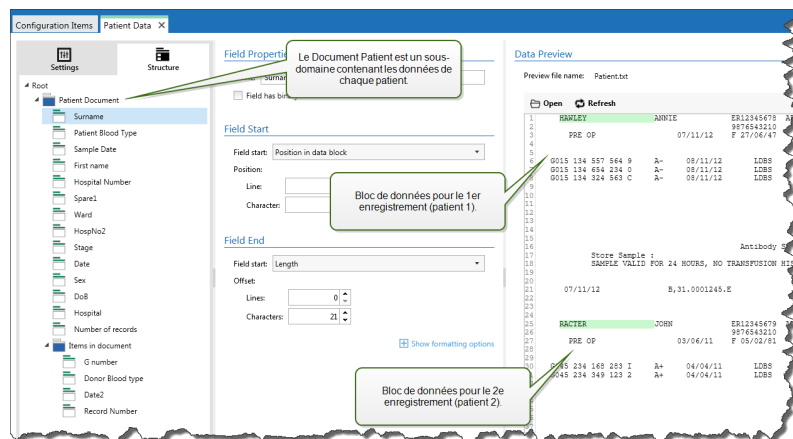 Configuration Items Patient Data ✕
Settings Structure
Root
Patient Document
Surname
Patient Blood Type
Sample Date
First name
Hospital Number
Spare1
Ward
HospNo2
Stage
Date
Sex
DoB
Hospital
Number of records
Items in document
G number
Donor Blood type
Date2
Record Number
Field Field has
Field Start
Field start: Position in data block
Position:
Line:
Character:
Field End
Field start: Length
Offset:
Lines: 0
Characters: 21
Show formatting options
Le Document Patient est un sous-
domaine contenant les données de
chaque patient.
Bloc de données pour le 1er
enregistrement (patient 1).
Bloc de données pour le 2e
enregistrement (patient 2).
Data Preview
Preview file name: Patient.txt
Open Refresh
1 HAWLEY ANNIE ER12345678
2 9876543210
3 PRE OP 07/11/12 F 27/06/47
4
5
6 G015 134 557 564 9 A- 08/11/12 LDBS
7 G015 134 654 234 0 A- 08/11/12 LDBS
8 G015 134 324 563 C A- 08/11/12 LDBS
9
10
11
12
13
14
15
16 Antibody
17 Store Sample :
18 SAMPLE VALID FOR 24 HOURS, NO TRANSFUSION HIS
19
20
21 07/11/12 B,31.0001245.E
22
23
24
25 RACTER JOHN ER12345679
26 9876543210
27 PRE OP 03/06/11 F 05/02/81
28
G045 234 168 283 I A+ 04/04/11 LDBS
G045 234 349 123 2 A+ 04/04/11 LDBS